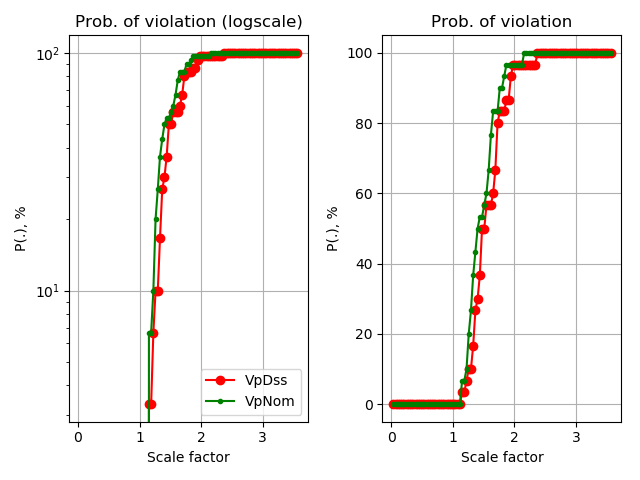 Prob. of violation (logscale)
P(.), %
10²
10¹
0
1
2
3
Scale factor
VpDss
VpNom
Prob. of violation
P(.), %
100
80
60
40
20
0
0
1
2
3
Scale factor